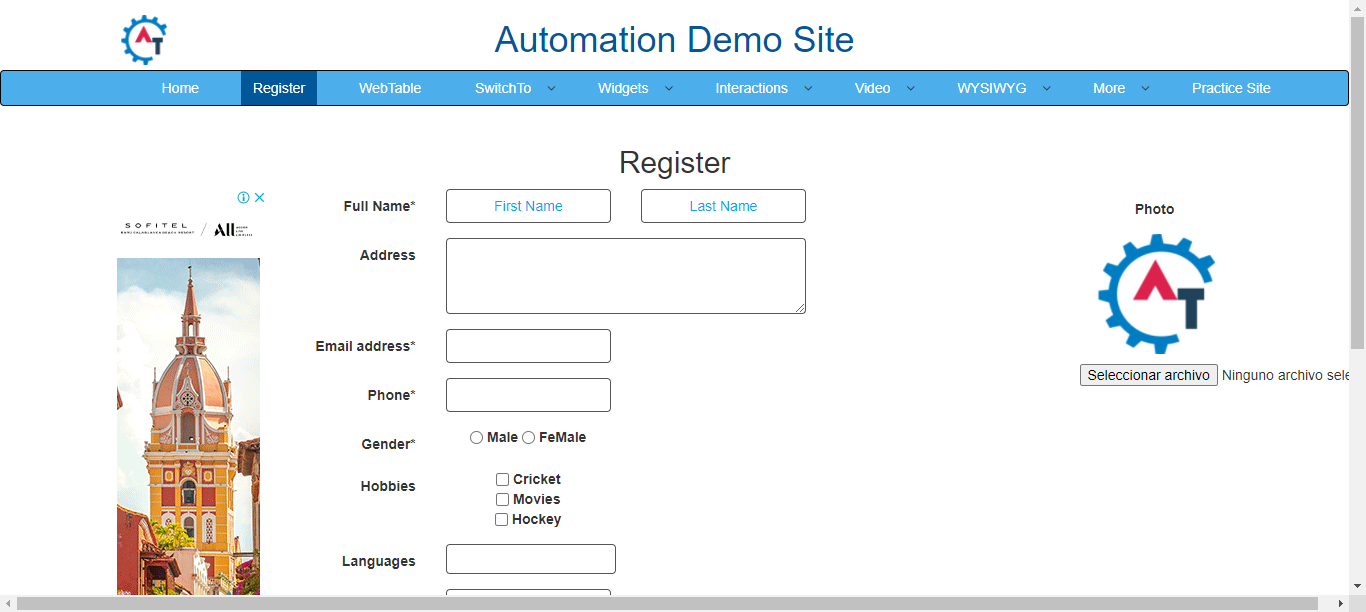 Automation Demo Site
Home Register WebTable SwitchTo Widgets Interactions Video WYSIWYG More Practice Site
Register
Full Name* First Name Last Name
Photo
SOFITEL / ALL
Address
Email address*
Seleccionar archivo Ninguno archivo sele
Phone*
Gender* Male FeMale
Hobbies Cricket
Movies
Hockey
Languages